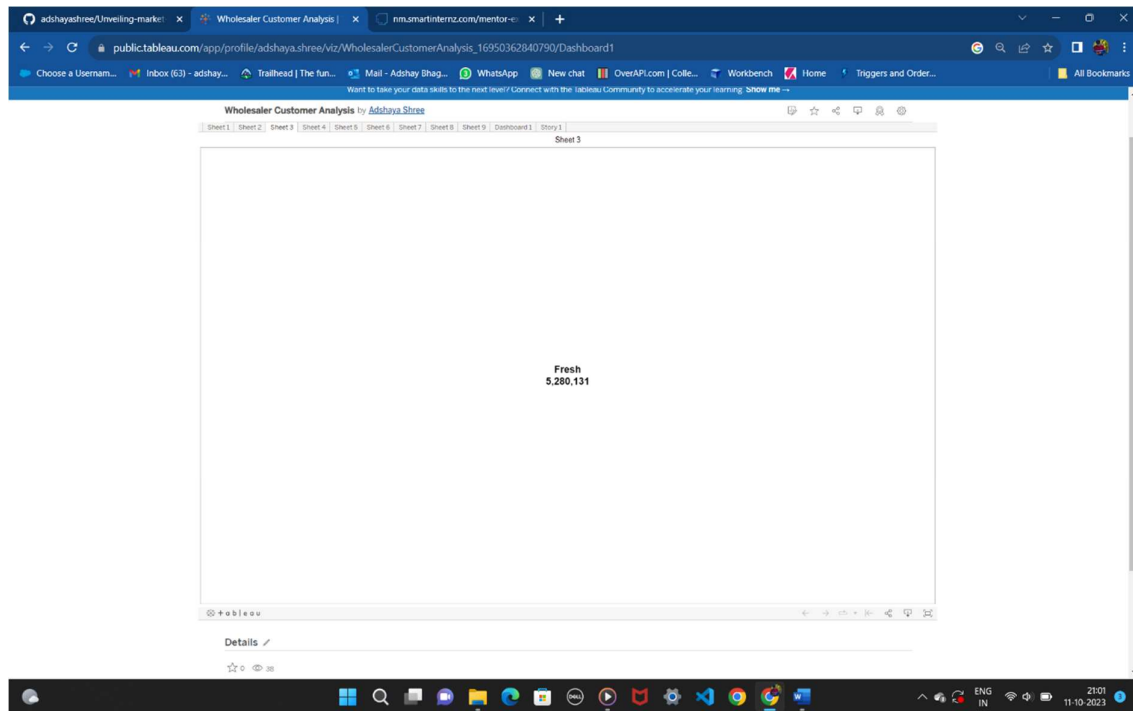 adshayashree/Unveiling-market
Wholesaler Customer Analysis |
nm.smartinternz.com/mentor-e
public.tableau.com/app/profile/adshaya.shree/viz/WholesalerCustomerAnalysis_16950362840790/Dashboard1
Choose a Usernam... Inbox (63) - adshay... Trailhead | The fun... Mail - Adshay Bhag... WhatsApp New chat OverAPI.com | Colle... Workbench Home Triggers and Order... All Bookmarks
Want to take your data skills to the next level? Connect with the Tableau Community to accelerate your learning. Show me →
Wholesaler Customer Analysis by Adshaya Shree
Sheet 1 Sheet 2 Sheet 3 Sheet 4 Sheet 5 Sheet 6 Sheet 7 Sheet 8 Sheet 9 Dashboard 1 Story 1
Sheet 3
Fresh
5,280,131
+ableau
Details
0 38
DELL
ENG
IN
21:01
11-10-2023
3